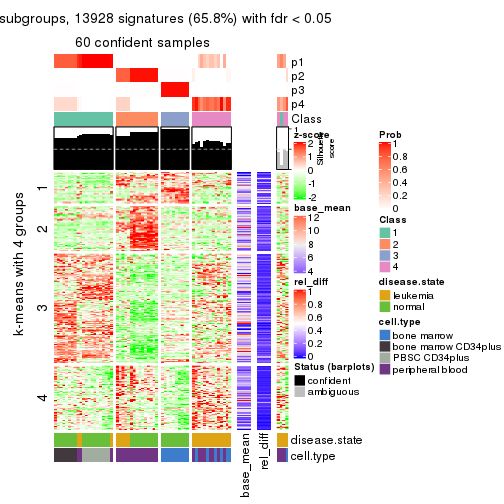 subgroups, 13928 signatures (65.8%) with fdr < 0.05
60 confident samples
p1
p2
p3
p4
Class
1
Silhouette
score
k-means with 4 groups
1
2
3
4
base_mean
rel_diff
disease.state
cell.type
z-score
2
1
0
-1
-2
base_mean
12
10
8
6
4
rel_diff
1
0.8
0.6
0.4
0.2
0
Status (barplots)
confident
ambiguous
Prob
1
0.8
0.6
0.4
0.2
0
Class
1
2
3
4
disease.state
leukemia
normal
cell.type
bone marrow
bone marrow CD34plus
PBSC CD34plus
peripheral blood